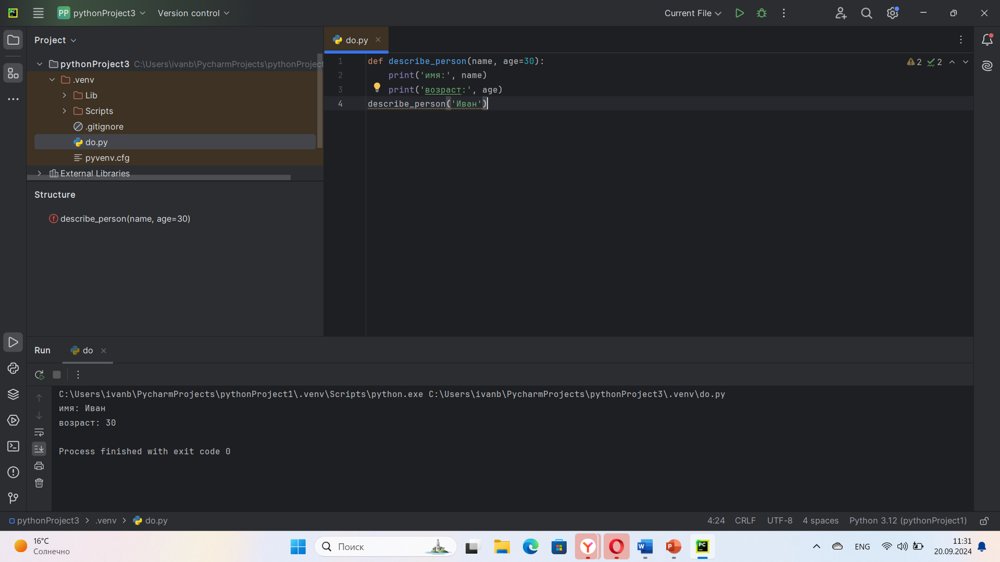 PC
PP pythonProject3 Version control
Current File
Project
pythonProject3 C:\Users\ivanb\PycharmProjects\pythonProject
.venv
Lib
Scripts
.gitignore
do.py
pyvenv.cfg
External Libraries
Structure
describe_person(name, age=30)
do.py
1 def describe_person(name, age=30):
2 print('имя:', name)
3 print('возраст:', age)
4 describe_person('Иван')
2 2
Run do
C:\Users\ivanb\PycharmProjects\pythonProject1\.venv\Scripts\python.exe C:\Users\ivanb\PycharmProjects\pythonProject3\.venv\do.py
имя: Иван
возраст: 30
Process finished with exit code 0
pythonProject3 > .venv > do.py
4:24 CRLF UTF-8 4 spaces Python 3.12 (pythonProject1)
16°C
Солнечно
Поиск
ENG
11:31
20.09.2024